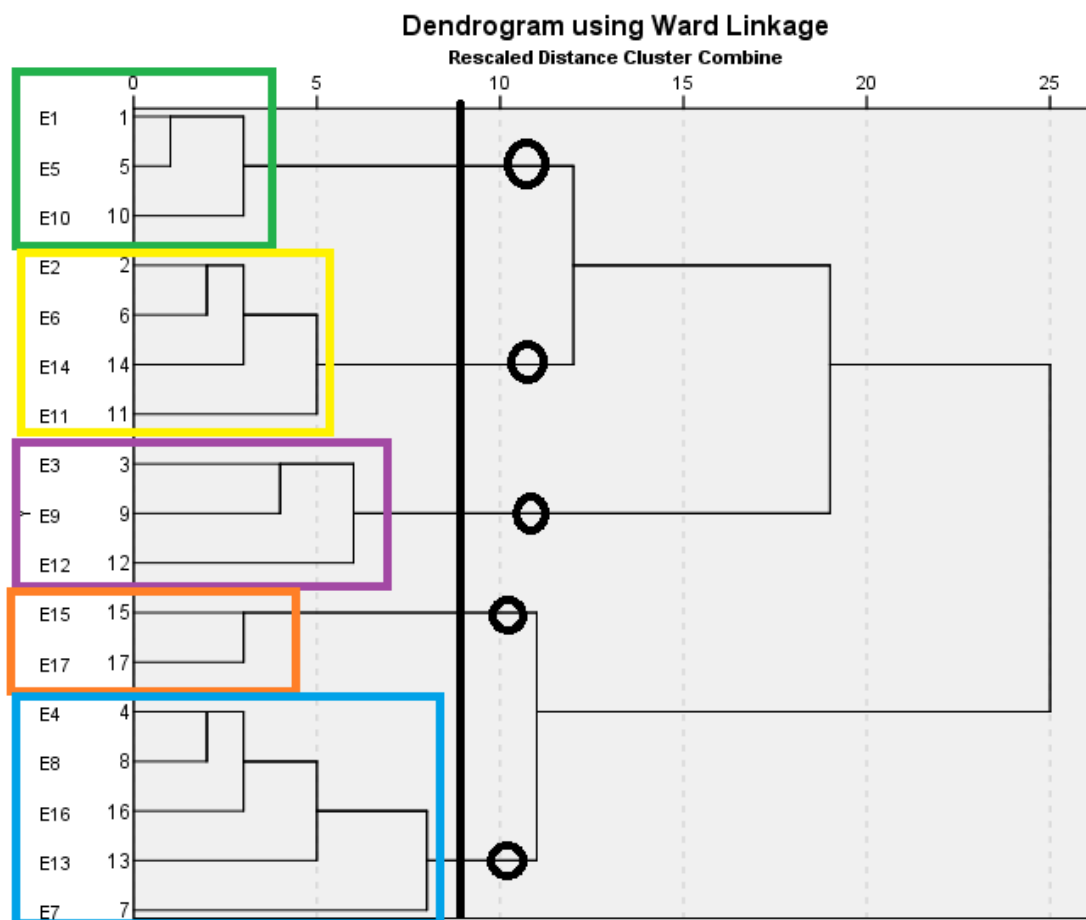 Dendrogram using Ward Linkage
Rescaled Distance Cluster Combine
0 5 10 15 20 25
E1 1
E5 5
E10 10
E2 2
E6 6
E14 14
E11 11
E3 3
E9 9
E12 12
E15 15
E17 17
E4 4
E8 8
E16 16
E13 13
E7 7